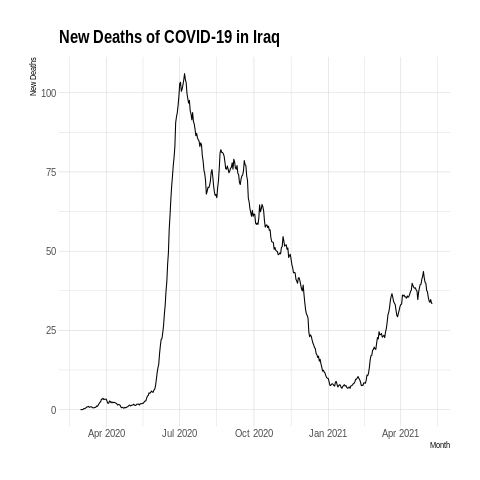 New Deaths of COVID-19 in Iraq
New Deaths
100
75
50
25
0
Apr 2020 Jul 2020 Oct 2020 Jan 2021 Apr 2021
Month